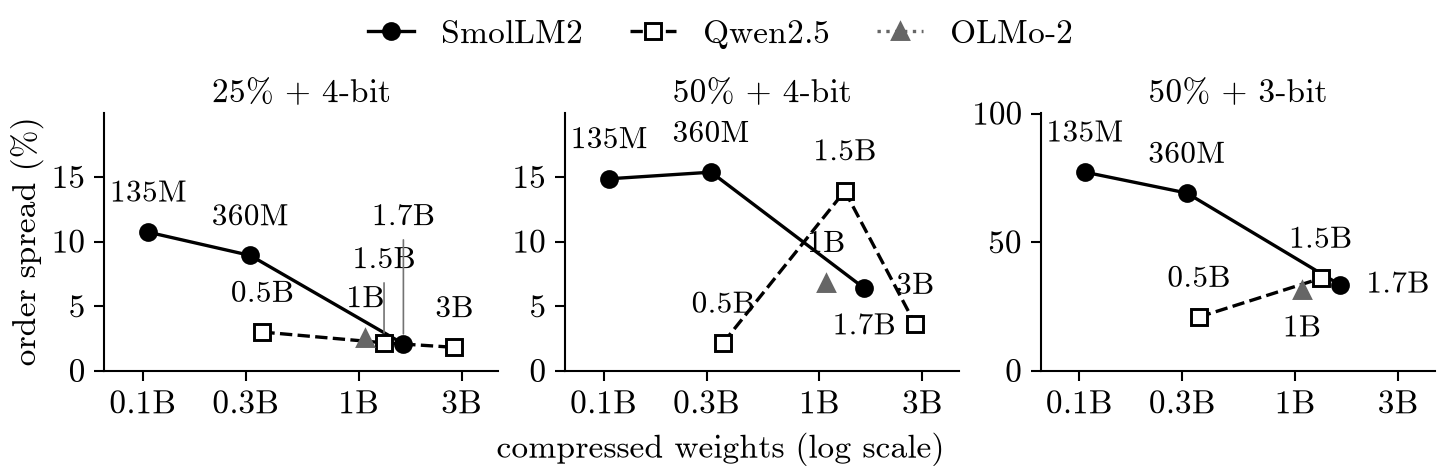 SmolLM2 Qwen2.5 OLMo-2
25% + 4-bit
order spread (%)
15
10
5
0
135M
360M
0.5B
1B
1.5B
1.7B
3B
0.1B 0.3B 1B 3B
50% + 4-bit
15
10
5
0
135M
360M
1.5B
1B
0.5B
3B
1.7B
0.1B 0.3B 1B 3B
50% + 3-bit
100
50
0
135M
360M
1.5B
0.5B
1.7B
1B
0.1B 0.3B 1B 3B
compressed weights (log scale)